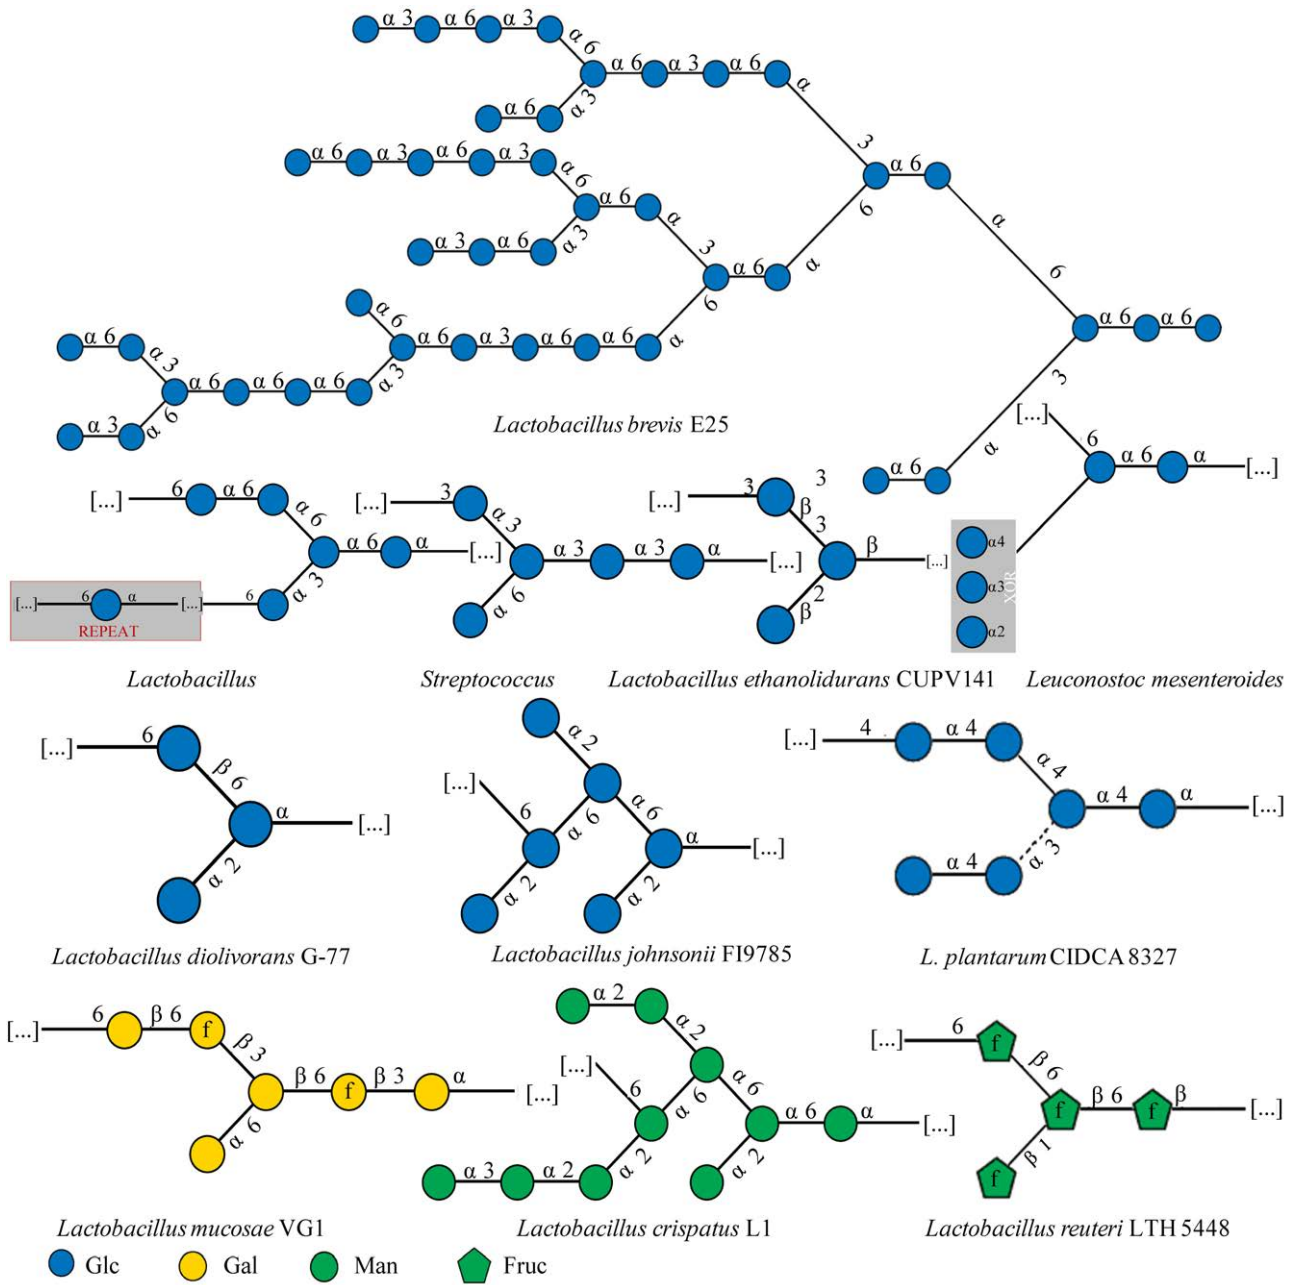 α 3 α 6 α 3 α 6
α 6 α 3 α 6 α
α 6 α 3
3
α 6 α 3 α 6 α 3 α 6
α 6
α 6 α
6
α 3 α 6 α 3
3
α
α 6 α
6
6
α 6
α 6 α 3 α 6 α 6 α
α 6 α 6
α 6 α 3
α 3
α 6 α 6 α 6
3
α 3 α 6
Lactobacillus brevis E25
[...]
6
α 6 α [...]
α
α 6
[...] 6 α 6 α 6
α 6 α [...]
α 3
[...] 6 α [...] 6
REPEAT
[...] 3 α 3
α 3 α 3 α [...]
α 6
[...] 3 3
β
3
β [...]
2
β
α4
α3
α2
XOR
Lactobacillus Streptococcus Lactobacillus ethanolidurans CUPV141 Leuconostoc mesenteroides
[...] 6
β 6
α [...]
α 2
α 2
[...]
6 α 6 α 6
α [...]
α 2 α 2
[...] 4 α 4
α 4
α 4 α [...]
α 3
α 4
Lactobacillus diolivorans G-77 Lactobacillus johnsonii FI9785 L. plantarum CIDCA 8327
[...] 6 β 6 f
β 3
β 6 f β 3 α [...]
α 6
α 2
α 2
[...]
6 α 6 α 6
α 6 α [...]
α 3 α 2 α 2 α 2
[...] 6 f
β 6
f β 6 f β [...]
β 1
f
Lactobacillus mucosae VG1 Lactobacillus crispatus L1 Lactobacillus reuteri LTH 5448
Glc Gal Man Fruc